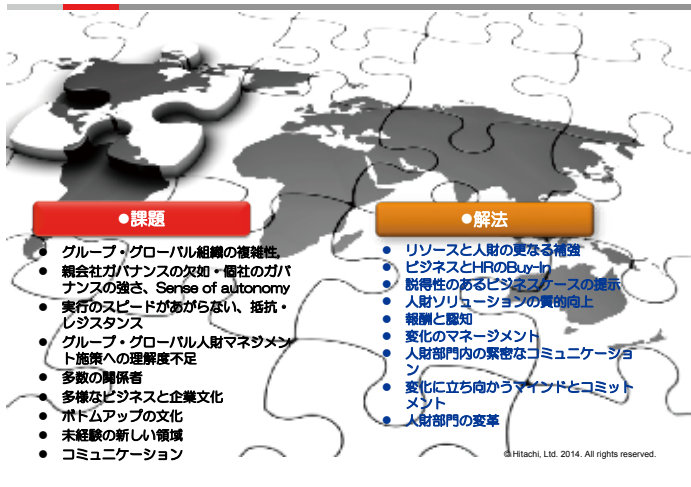 ●課題
● グループ・グローバル組織の複雑性,
● 親会社ガバナンスの欠如・個社のガバ
ナンスの強さ、Sense of autonomy
● 実行のスピードがあがらない、抵抗・
レジスタンス
● グループ・グローバル人財マネジメン
ト施策への理解度不足
● 多数の関係者
● 多様なビジネスと企業文化
● ボトムアップの文化
● 未経験の新しい領域
● コミュニケーション
●解法
● リソースと人財の更なる補強
● ビジネスとHRのBuy-In
● 説得性のあるビジネスケースの提示
● 人財ソリューションの質的向上
● 報酬と認知
● 変化のマネージメント
● 人財部門内の緊密なコミュニケーショ
ン
● 変化に立ち向かうマインドとコミット
メント
● 人財部門の変革
© Hitachi, Ltd. 2014. All rights reserved.